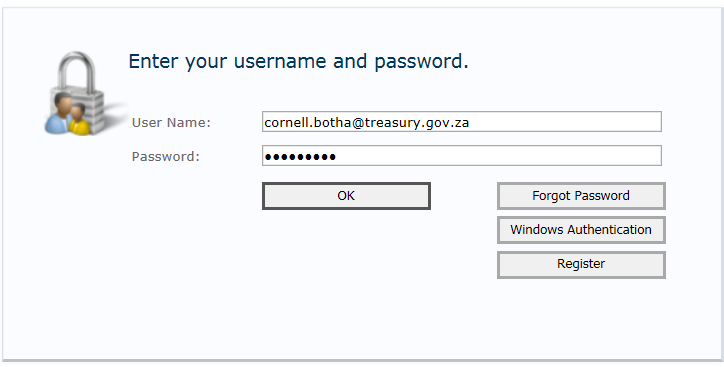 Enter your username and password.
User Name: cornell.botha@treasury.gov.za
Password: •••••••••
OK Forgot Password
Windows Authentication
Register